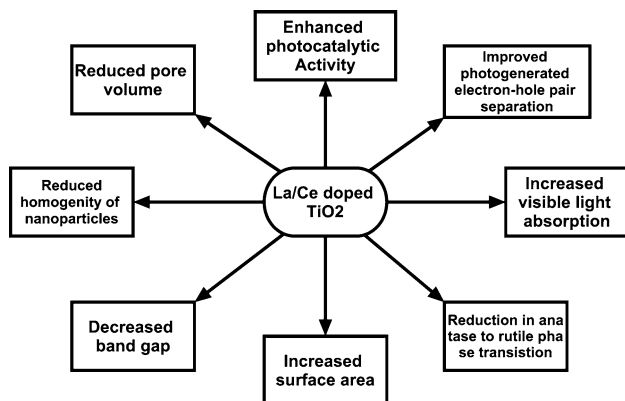 Enhanced
photocatalytic
Activity
Reduced pore
volume
Improved
photogenerated
electron-hole pair
separation
Reduced
homogenity of
nanoparticles
La/Ce doped
TiO2
Increased
visible light
absorption
Decreased
band gap
Increased
surface area
Reduction in ana
tase to rutile pha
se transistion